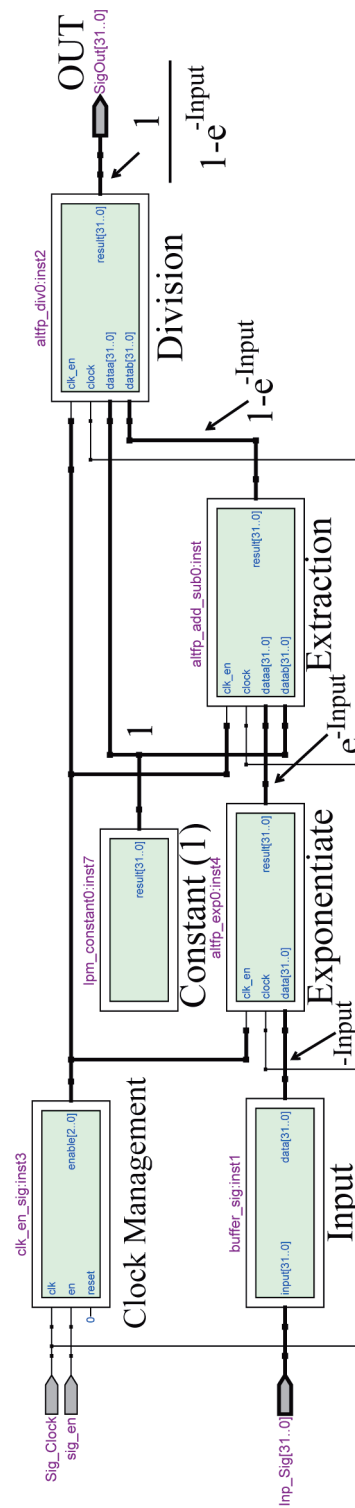 Sig_Clock
sig_en
clk_en_sig:inst3
clk
en
reset
0
enable[2..0]
Clock Management
Inp_Sig[31..0]
buffer_sig:inst1
input[31..0]
data[31..0]
Input
-Input
lpm_constant0:inst7
result[31..0]
Constant (1)
1
altfp_exp0:inst4
clk_en
clock
data[31..0]
result[31..0]
Exponentiate
e-Input
altfp_add_sub0:inst
clk_en
clock
dataa[31..0]
datab[31..0]
result[31..0]
Extraction
1-e-Input
altfp_div0:inst2
clk_en
clock
dataa[31..0]
datab[31..0]
result[31..0]
Division
1
1-e-Input
OUT
SigOut[31..0]